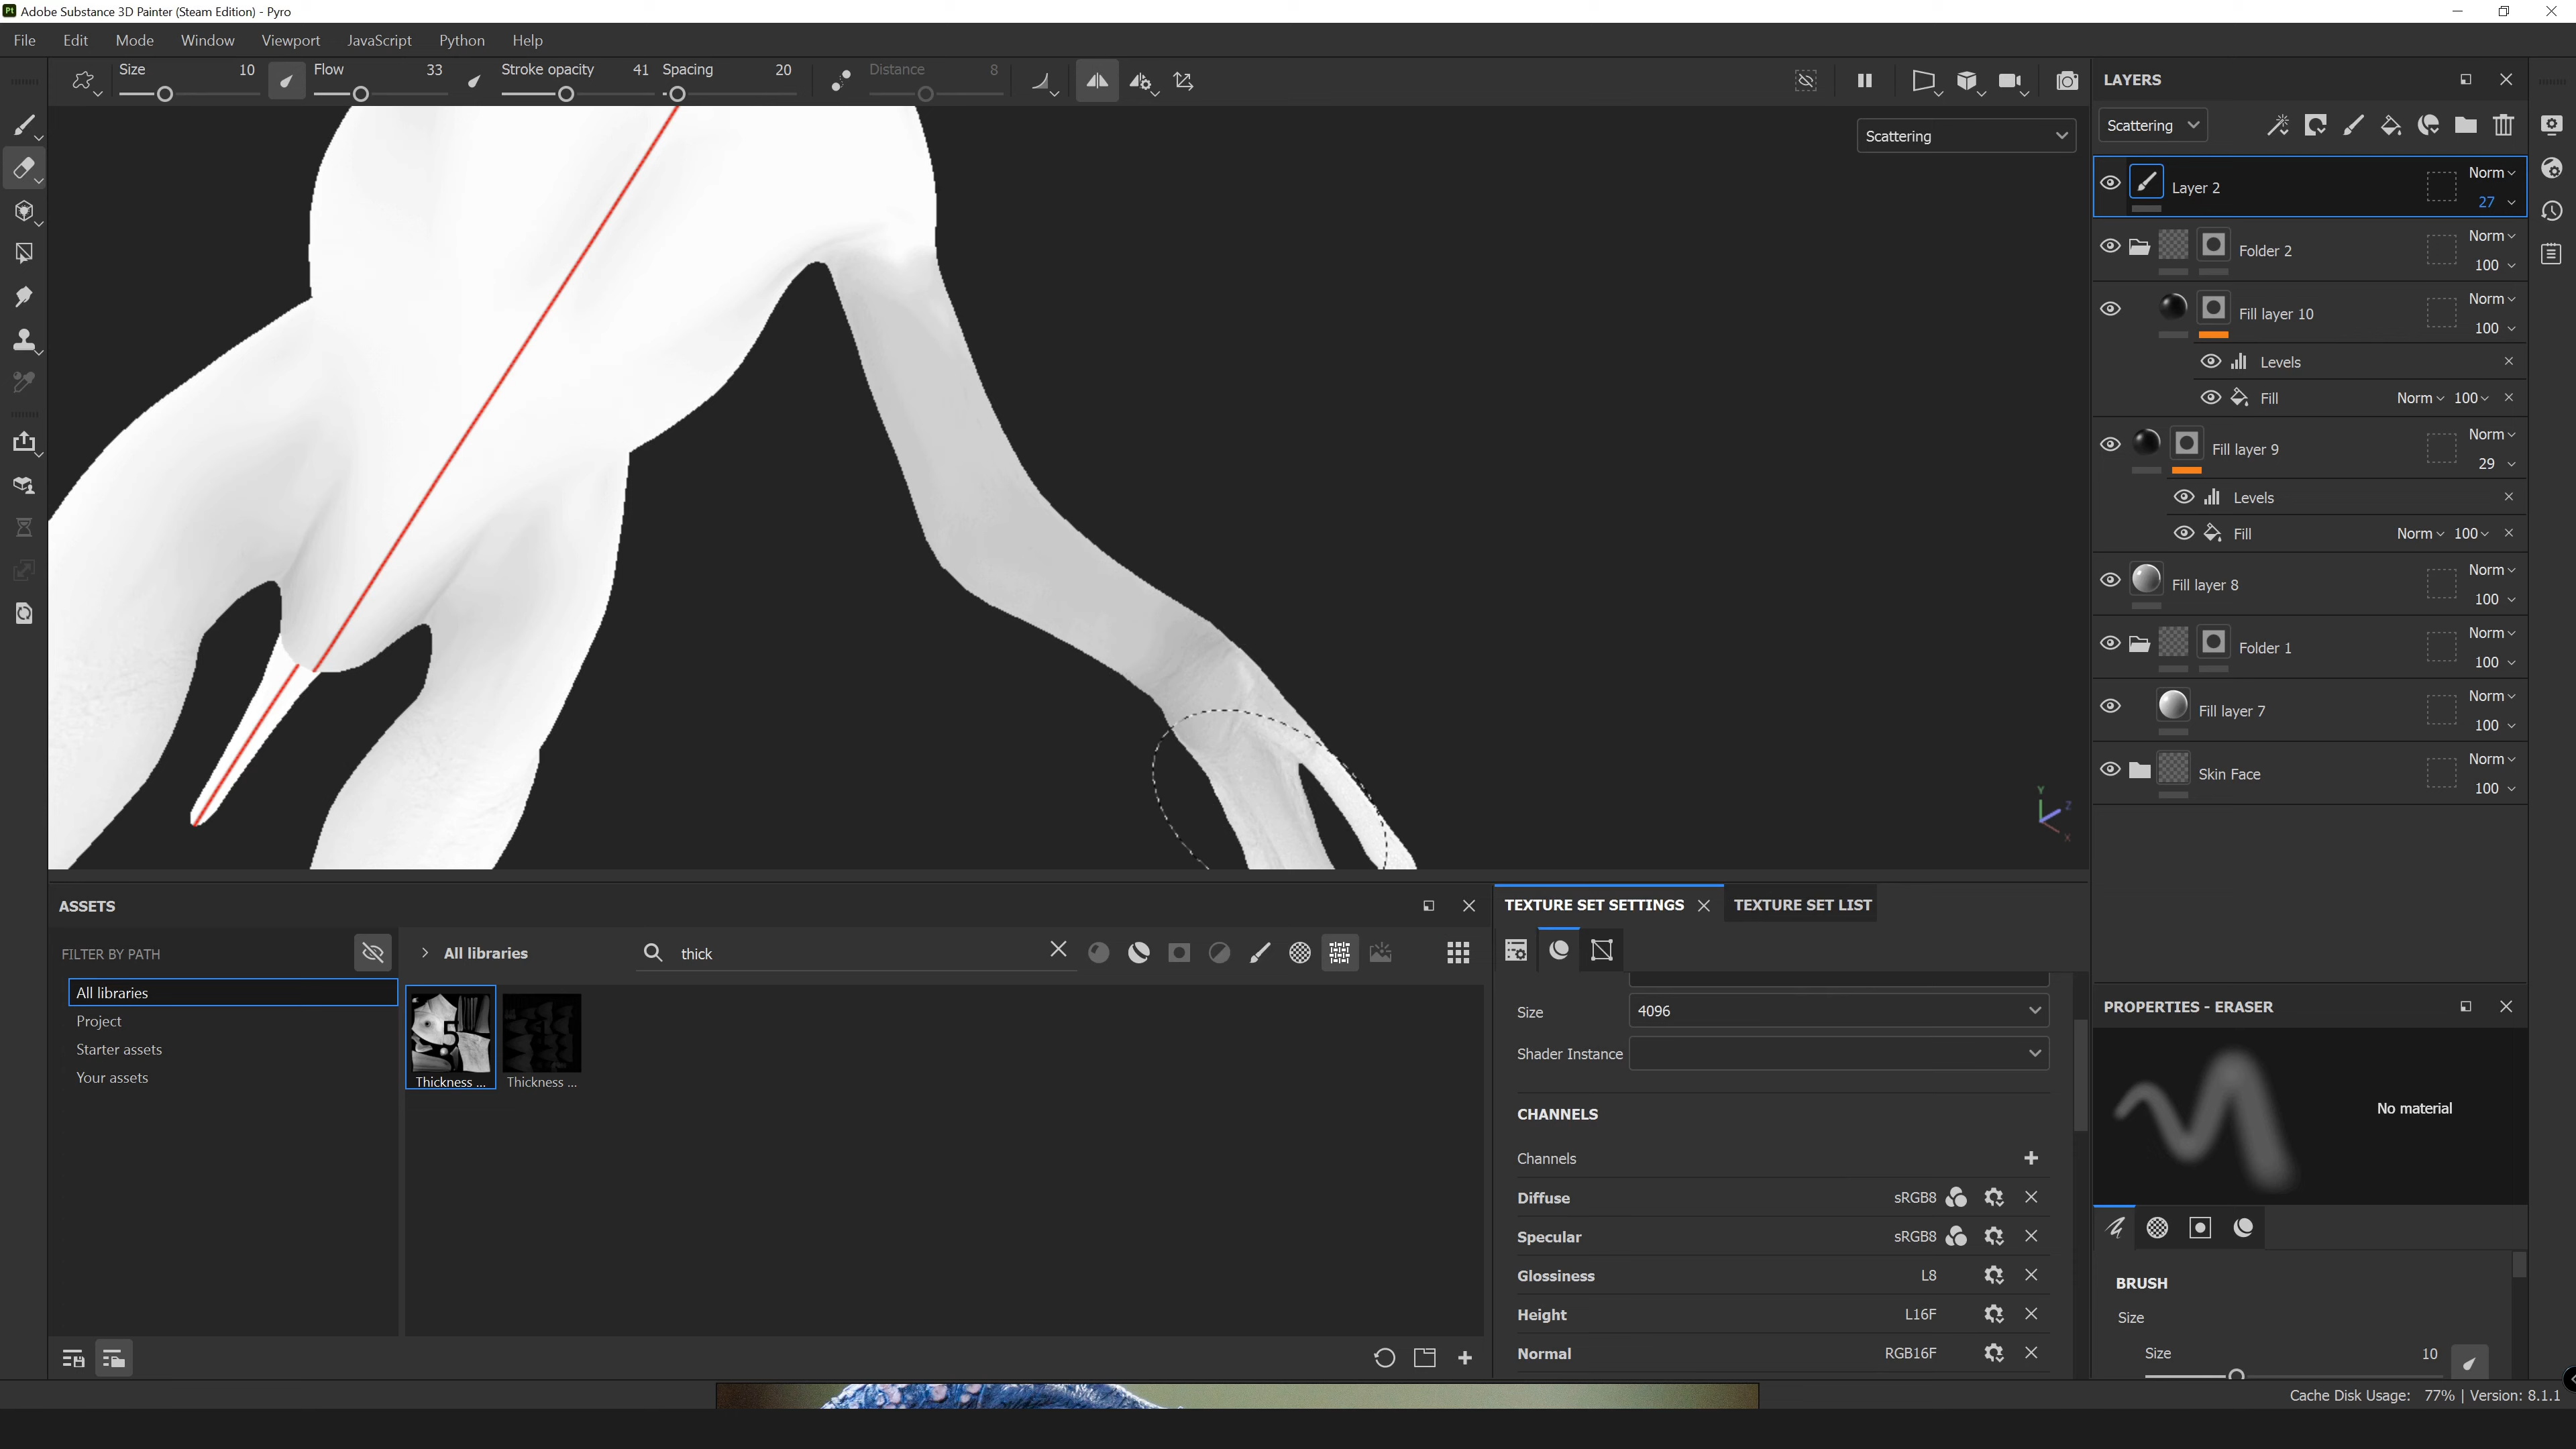 Pt Adobe Substance 3D Painter (Steam Edition) - Pyro
File Edit Mode Window Viewport JavaScript Python Help
Size 10 Flow 33 Stroke opacity 41 Spacing 20 Distance 8
Scattering
Y
Z
X
LAYERS
Scattering
Layer 2 Norm 27
Folder 2 Norm 100
Fill layer 10 Norm 100
Levels
Fill Norm 100
Fill layer 9 Norm 29
Levels
Fill Norm 100
Fill layer 8 Norm 100
Folder 1 Norm 100
Fill layer 7 Norm 100
Skin Face Norm 100
ASSETS
FILTER BY PATH
All libraries
Project
Starter assets
Your assets
All libraries thick
5
Thickness ... Thickness ...
TEXTURE SET SETTINGS TEXTURE SET LIST
Size 4096
Shader Instance
CHANNELS
Channels
Diffuse sRGB8
Specular sRGB8
Glossiness L8
Height L16F
Normal RGB16F
PROPERTIES - ERASER
No material
BRUSH
Size
Size 10
Cache Disk Usage: 77% | Version: 8.1.1